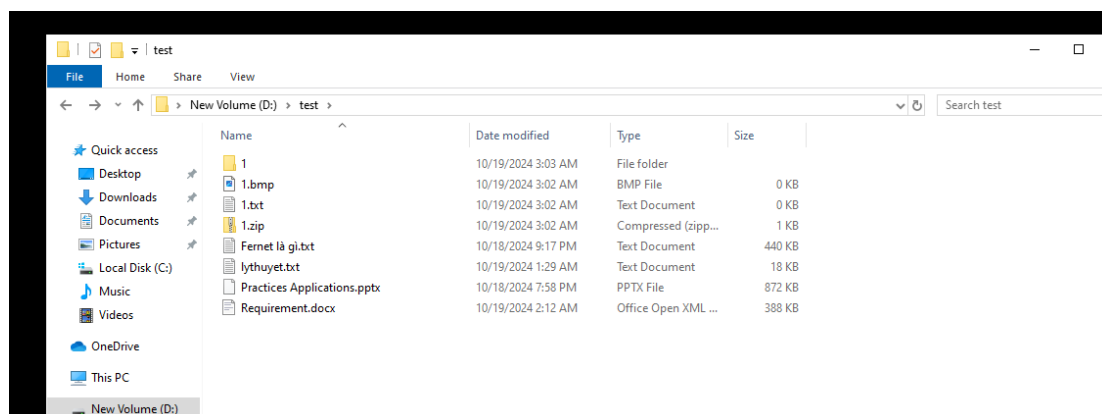 test
File Home Share View
New Volume (D:) > test > Search test
Name Date modified Type Size
Quick access
Desktop
Downloads
Documents
Pictures
Local Disk (C:)
Music
Videos
OneDrive
This PC
New Volume (D:)
1 10/19/2024 3:03 AM File folder
1.bmp 10/19/2024 3:02 AM BMP File 0 KB
1.txt 10/19/2024 3:02 AM Text Document 0 KB
1.zip 10/19/2024 3:02 AM Compressed (zipp... 1 KB
Fernet là gì.txt 10/18/2024 9:17 PM Text Document 440 KB
lythuyet.txt 10/19/2024 1:29 AM Text Document 18 KB
Practices Applications.pptx 10/18/2024 7:58 PM PPTX File 872 KB
Requirement.docx 10/19/2024 2:12 AM Office Open XML ... 388 KB